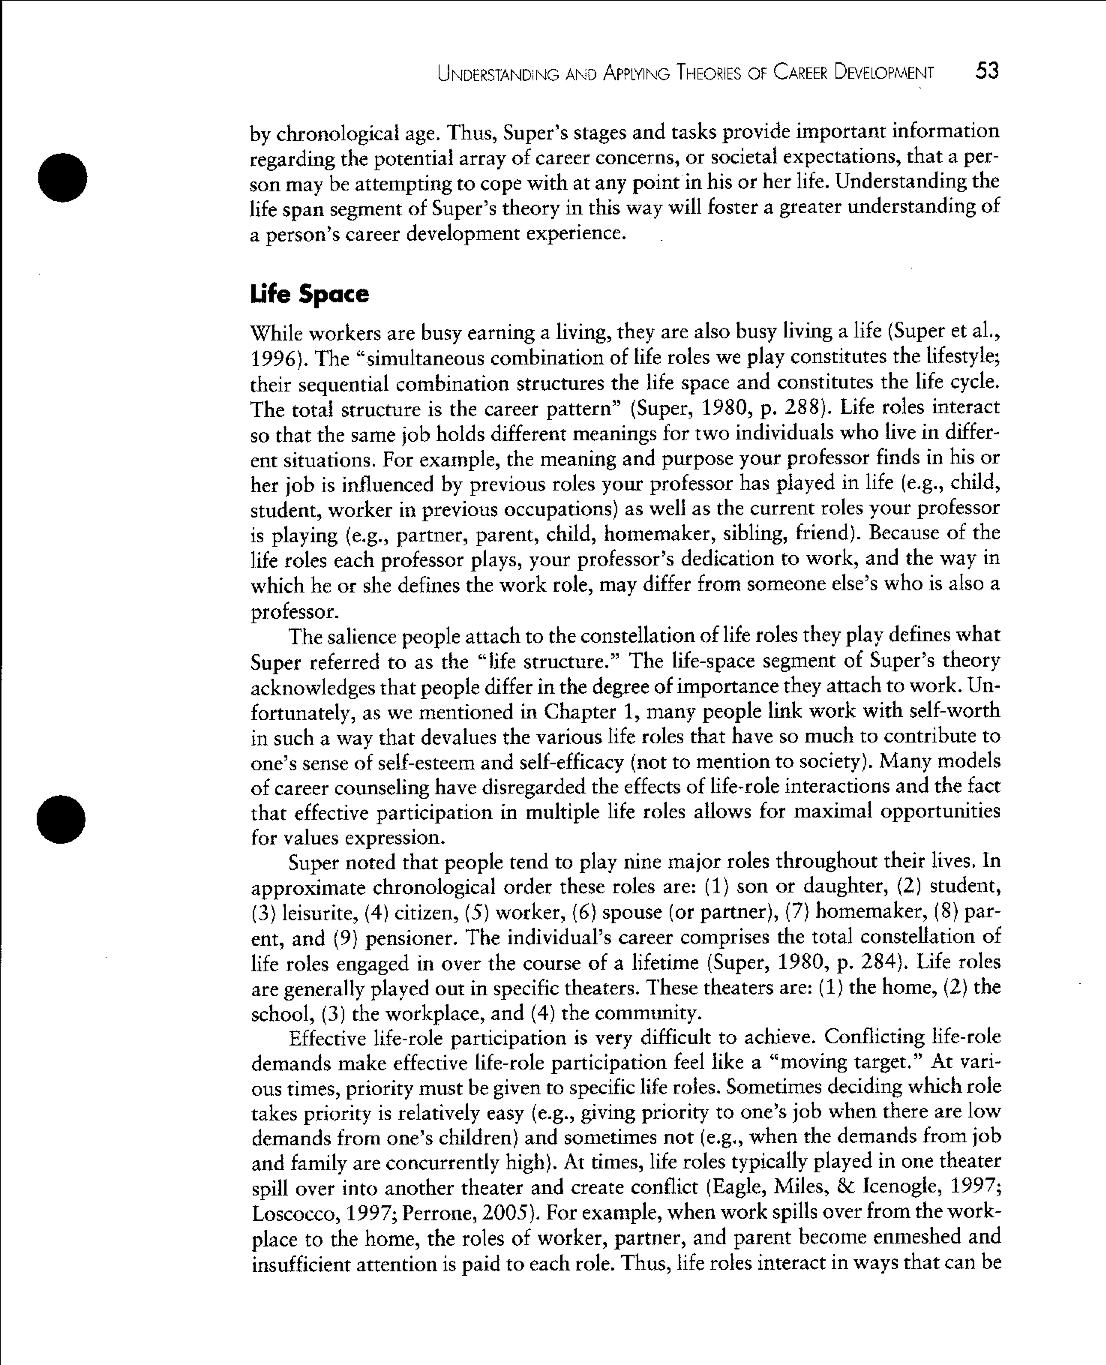 UNDERSTANDING AND APPLYING THEORIES OF CAREER DEVELOPMENT 53
by chronological age. Thus, Super's stages and tasks provide important information
regarding the potential array of career concerns, or societal expectations, that a per-
son may be attempting to cope with at any point in his or her life. Understanding the
life span segment of Super's theory in this way will foster a greater understanding of
a person's career development experience.
Life Space
While workers are busy earning a living, they are also busy living a life (Super et al.,
1996). The “simultaneous combination of life roles we play constitutes the lifestyle;
their sequential combination structures the life space and constitutes the life cycle.
The total structure is the career pattern” (Super, 1980, p. 288). Life roles interact
so that the same job holds different meanings for two individuals who live in differ-
ent situations. For example, the meaning and purpose your professor finds in his or
her job is influenced by previous roles your professor has played in life (e.g., child,
student, worker in previous occupations) as well as the current roles your professor
is playing (e.g., partner, parent, child, homemaker, sibling, friend). Because of the
life roles each professor plays, your professor's dedication to work, and the way in
which he or she defines the work role, may differ from someone else's who is also a
professor.
The salience people attach to the constellation of life roles they play defines what
Super referred to as the “life structure.” The life-space segment of Super's theory
acknowledges that people differ in the degree of importance they attach to work. Un-
fortunately, as we mentioned in Chapter 1, many people link work with self-worth
in such a way that devalues the various life roles that have so much to contribute to
one's sense of self-esteem and self-efficacy (not to mention to society). Many models
of career counseling have disregarded the effects of life-role interactions and the fact
that effective participation in multiple life roles allows for maximal opportunities
for values expression.
Super noted that people tend to play nine major roles throughout their lives. In
approximate chronological order these roles are: (1) son or daughter, (2) student,
(3) leisurite, (4) citizen, (5) worker, (6) spouse (or partner), (7) homemaker, (8) par-
ent, and (9) pensioner. The individual's career comprises the total constellation of
life roles engaged in over the course of a lifetime (Super, 1980, p. 284). Life roles
are generally played out in specific theaters. These theaters are: (1) the home, (2) the
school, (3) the workplace, and (4) the community.
Effective life-role participation is very difficult to achieve. Conflicting life-role
demands make effective life-role participation feel like a “moving target.” At vari-
ous times, priority must be given to specific life roles. Sometimes deciding which role
takes priority is relatively easy (e.g., giving priority to one's job when there are low
demands from one's children) and sometimes not (e.g., when the demands from job
and family are concurrently high). At times, life roles typically played in one theater
spill over into another theater and create conflict (Eagle, Miles, & Icenogle, 1997;
Loscocco, 1997; Perrone, 2005). For example, when work spills over from the work-
place to the home, the roles of worker, partner, and parent become enmeshed and
insufficient attention is paid to each role. Thus, life roles interact in ways that can be